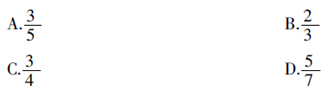 A. 3/5 B. 2/3
C. 3/4 D. 5/7